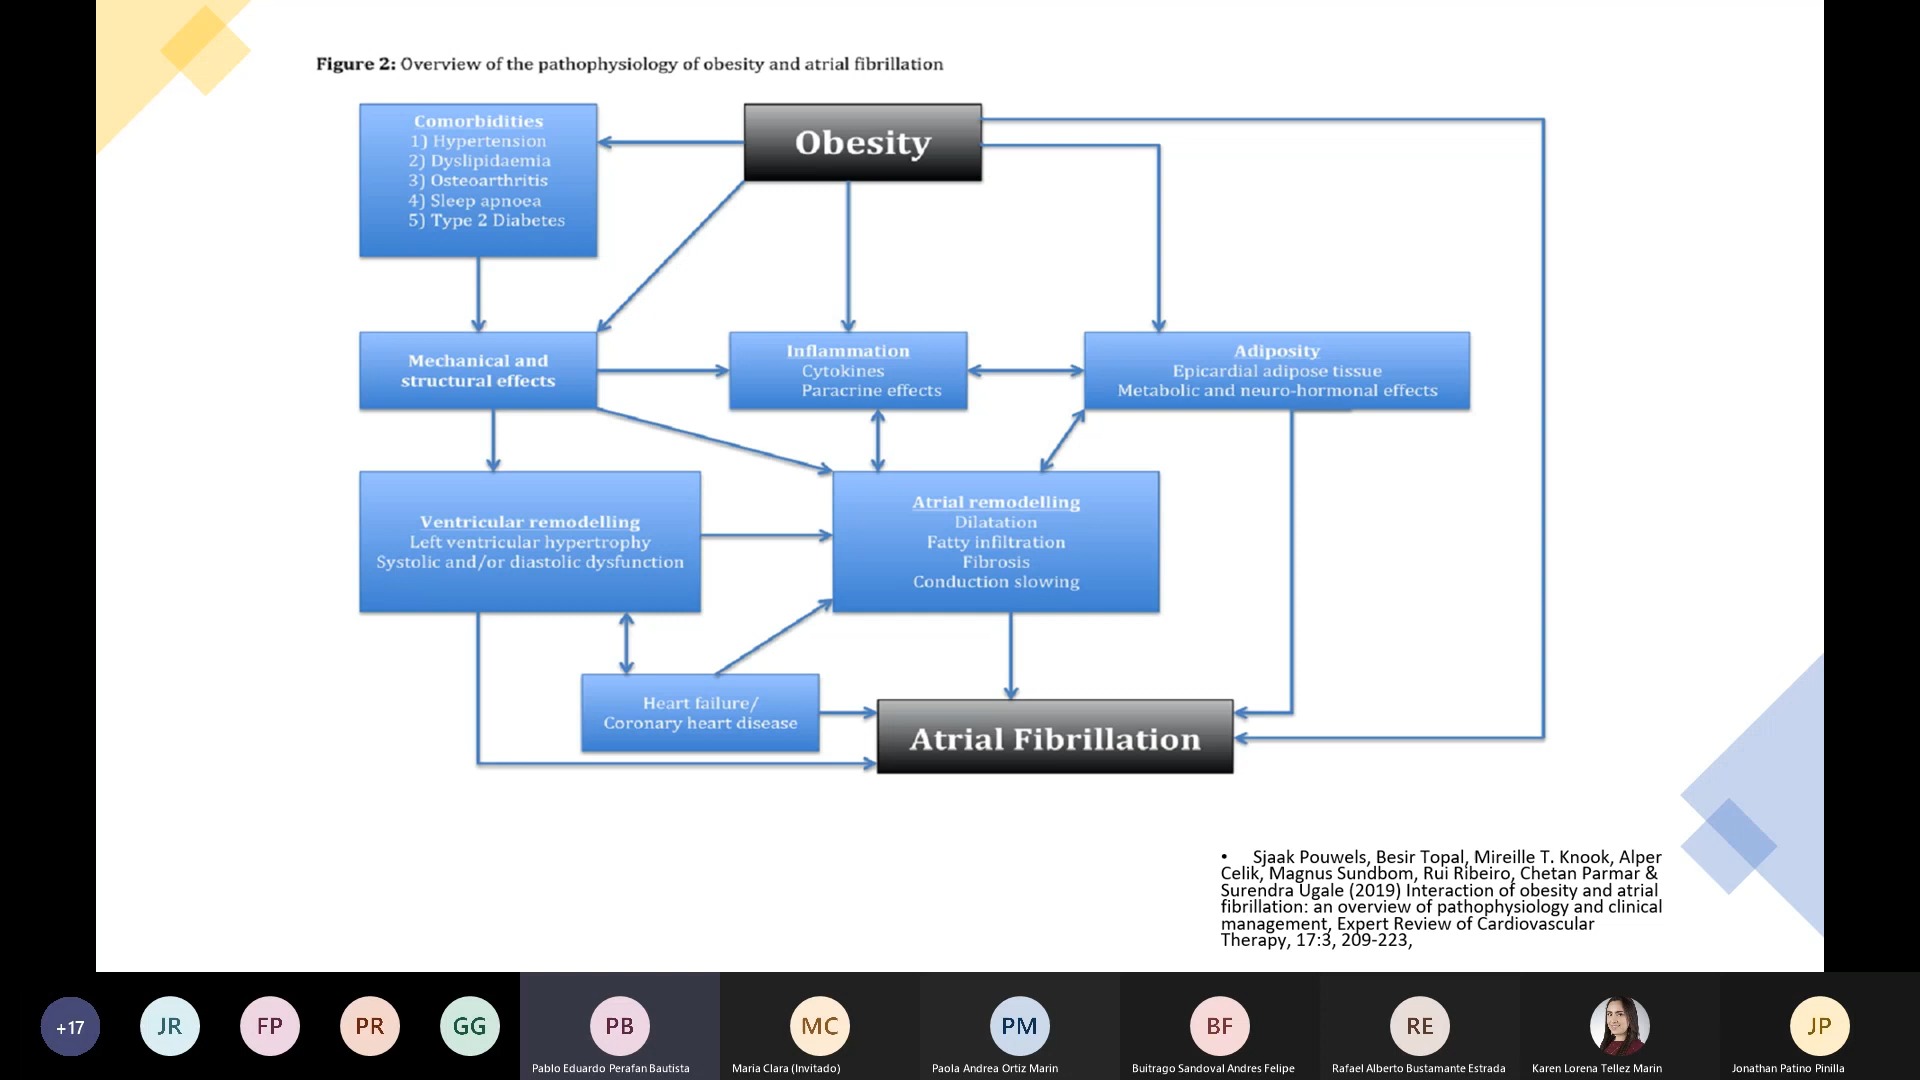 Figure 2: Overview of the pathophysiology of obesity and atrial fibrillation
Comorbidities
1) Hypertension
2) Dyslipidaemia
3) Osteoarthritis
4) Sleep apnoea
5) Type 2 Diabetes
Obesity
Mechanical and
structural effects
Inflammation
Cytokines
Paracrine effects
Adiposity
Epicardial adipose tissue
Metabolic and neuro-hormonal effects
Ventricular remodelling
Left ventricular hypertrophy
Systolic and/or diastolic dysfunction
Atrial remodelling
Dilatation
Fatty infiltration
Fibrosis
Conduction slowing
Heart failure/
Coronary heart disease
Atrial Fibrillation
• Sjaak Pouwels, Besir Topal, Mireille T. Knook, Alper
Celik, Magnus Sundbom, Rui Ribeiro, Chetan Parmar &
Surendra Ugale (2019) Interaction of obesity and atrial
fibrillation: an overview of pathophysiology and clinical
management, Expert Review of Cardiovascular
Therapy, 17:3, 209-223,
+17
JR
FP
PR
GG
PB
Pablo Eduardo Perafan Bautista
MC
Maria Clara (Invitado)
PM
Paola Andrea Ortiz Marin
BF
Buitrago Sandoval Andres Felipe
RE
Rafael Alberto Bustamante Estrada
Karen Lorena Tellez Marin
JP
Jonathan Patino Pinilla